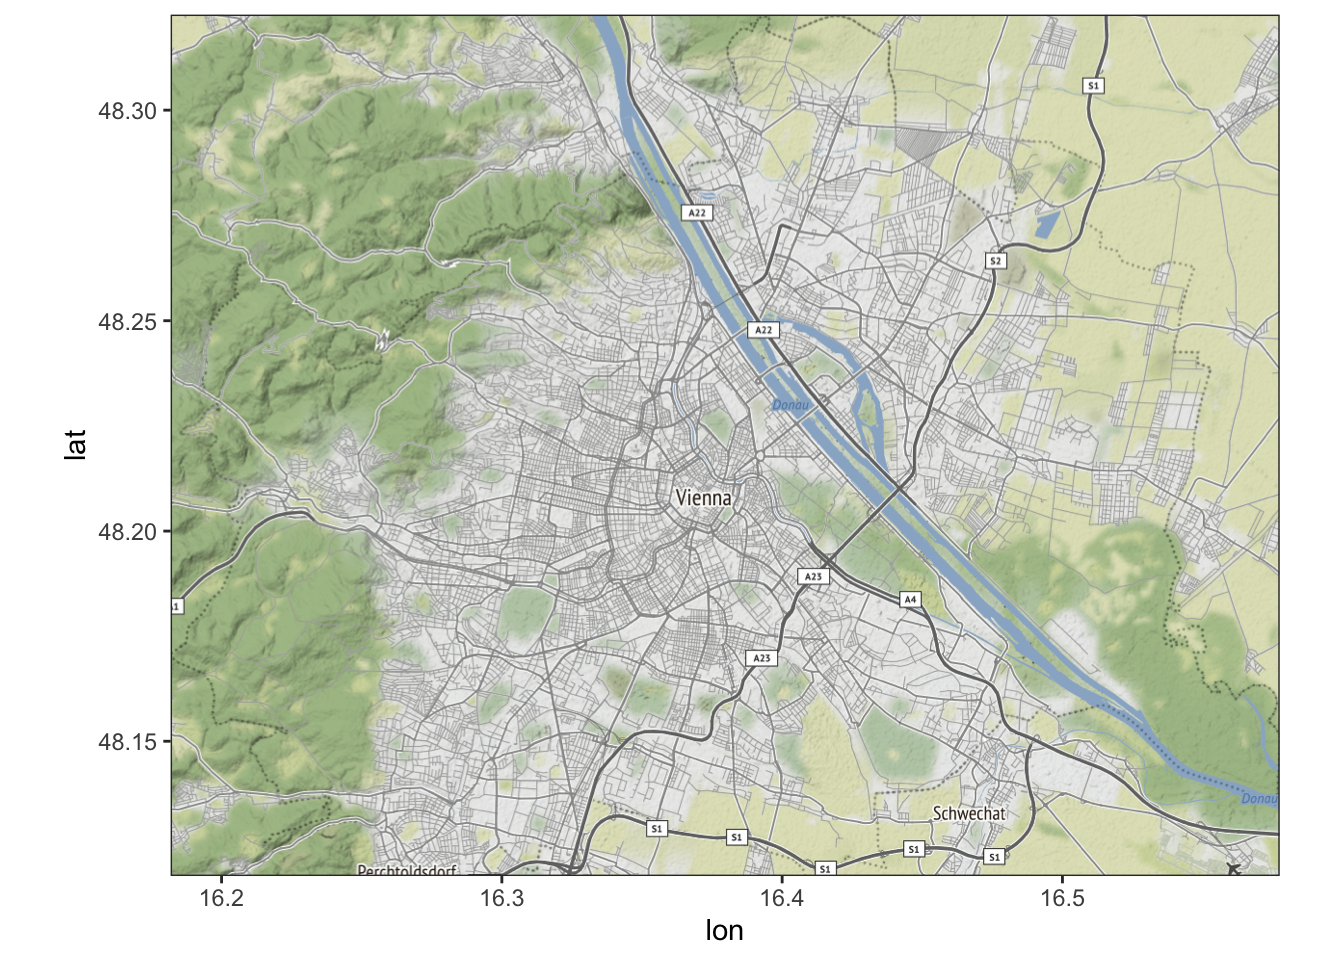 48.30
48.25
48.20
48.15
lat
S1
A22
S2
A22
Donau
Vienna
A23
A4
A1
A23
Donau
Schwechat
S1
S1
S1
S1
S1
Perchtoldsdorf
16.2
16.3
16.4
16.5
lon